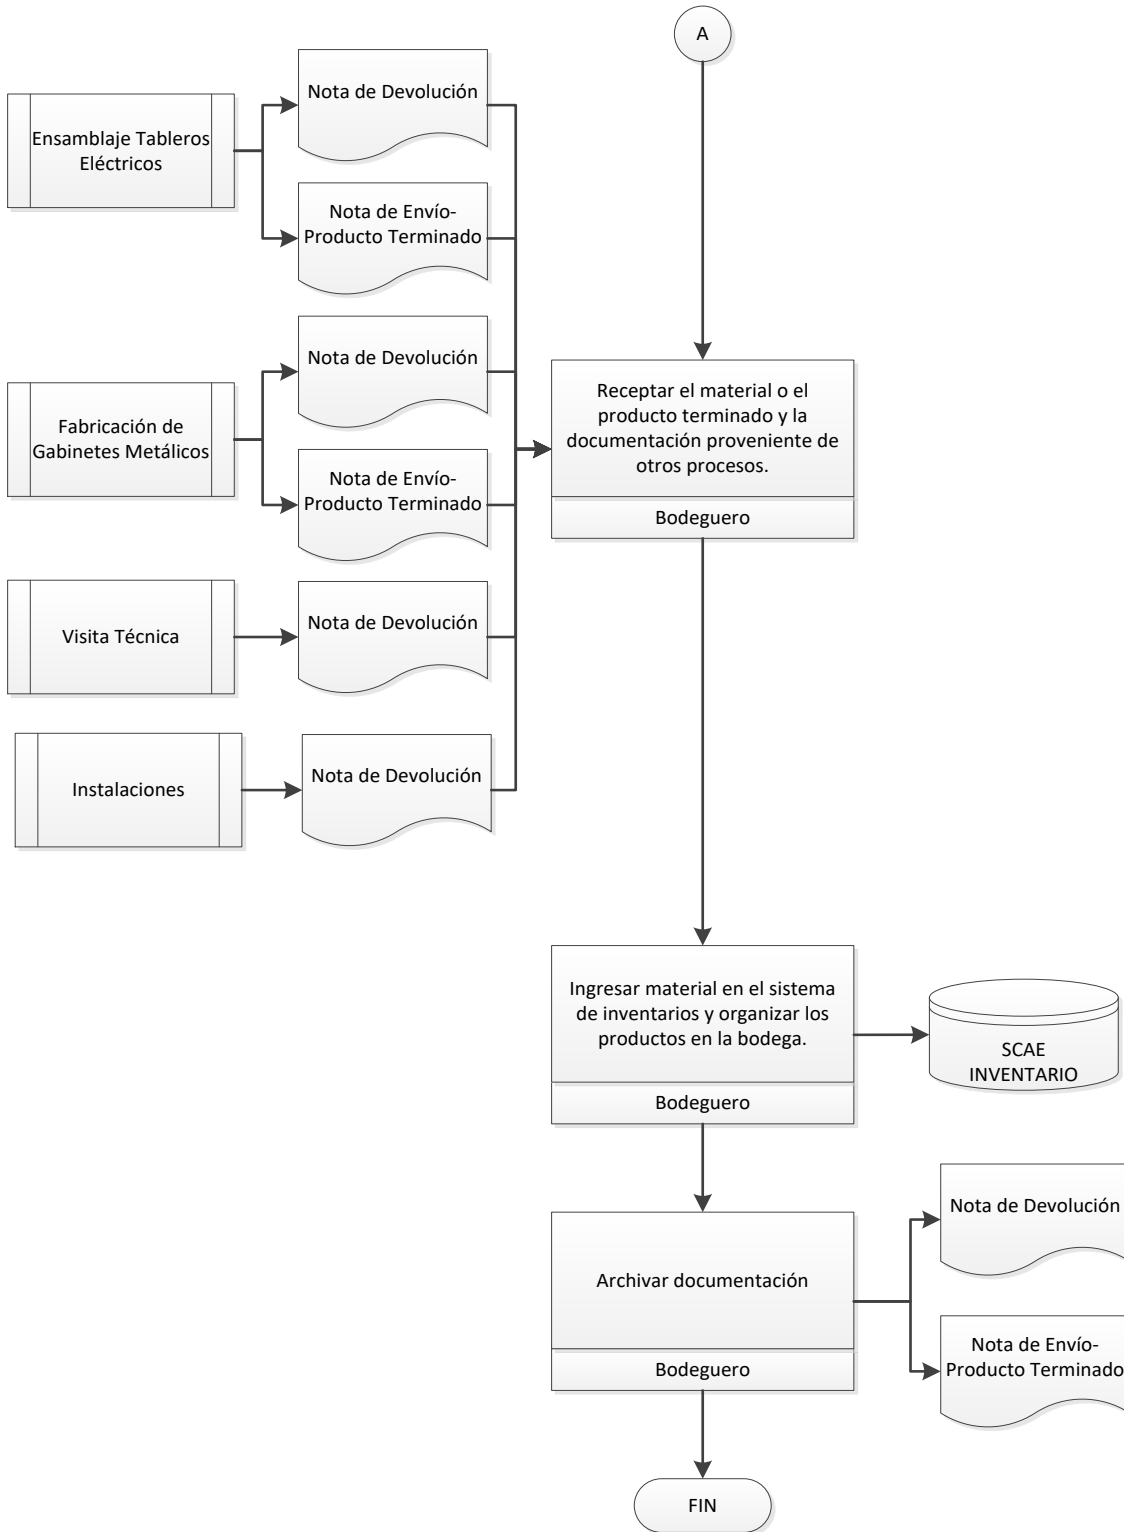 A
Nota de Devolución
Ensamblaje Tableros
Eléctricos
Nota de Envío-
Producto Terminado
Nota de Devolución
Fabricación de
Gabinetes Metálicos
Nota de Envío-
Producto Terminado
Receptar el material o el
producto terminado y la
documentación proveniente de
otros procesos.
Bodeguero
Visita Técnica
Nota de Devolución
Instalaciones
Nota de Devolución
Ingresar material en el sistema
de inventarios y organizar los
productos en la bodega.
Bodeguero
SCAE
INVENTARIO
Archivar documentación
Bodeguero
Nota de Devolución
Nota de Envío-
Producto Terminado
FIN